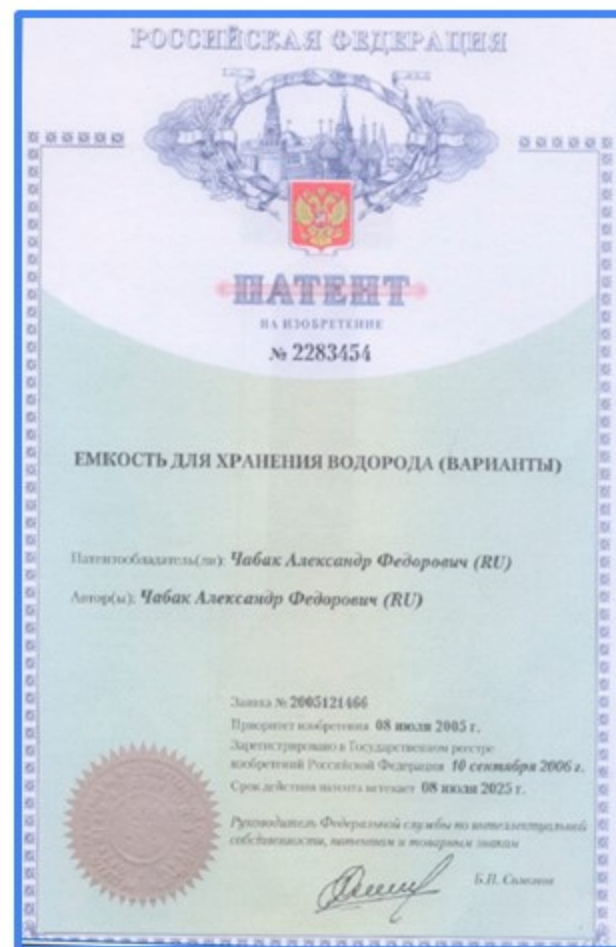 РОССИЙСКАЯ ФЕДЕРАЦИЯ
ПАТЕНТ
НА ИЗОБРЕТЕНИЕ
№ 2283454
ЕМКОСТЬ ДЛЯ ХРАНЕНИЯ ВОДОРОДА (ВАРИАНТЫ)
Патентообладатель(ли): Чабак Александр Федорович (RU)
Автор(ы): Чабак Александр Федорович (RU)
Заявка № 2005121466
Приоритет изобретения 08 июля 2005 г.
Зарегистрировано в Государственном реестре
изобретений Российской Федерации 10 сентября 2006 г.
Срок действия патента истекает 08 июля 2025 г.
Руководитель Федеральной службы по интеллектуальной
собственности, патентам и товарным знакам
Б.П. Симонов